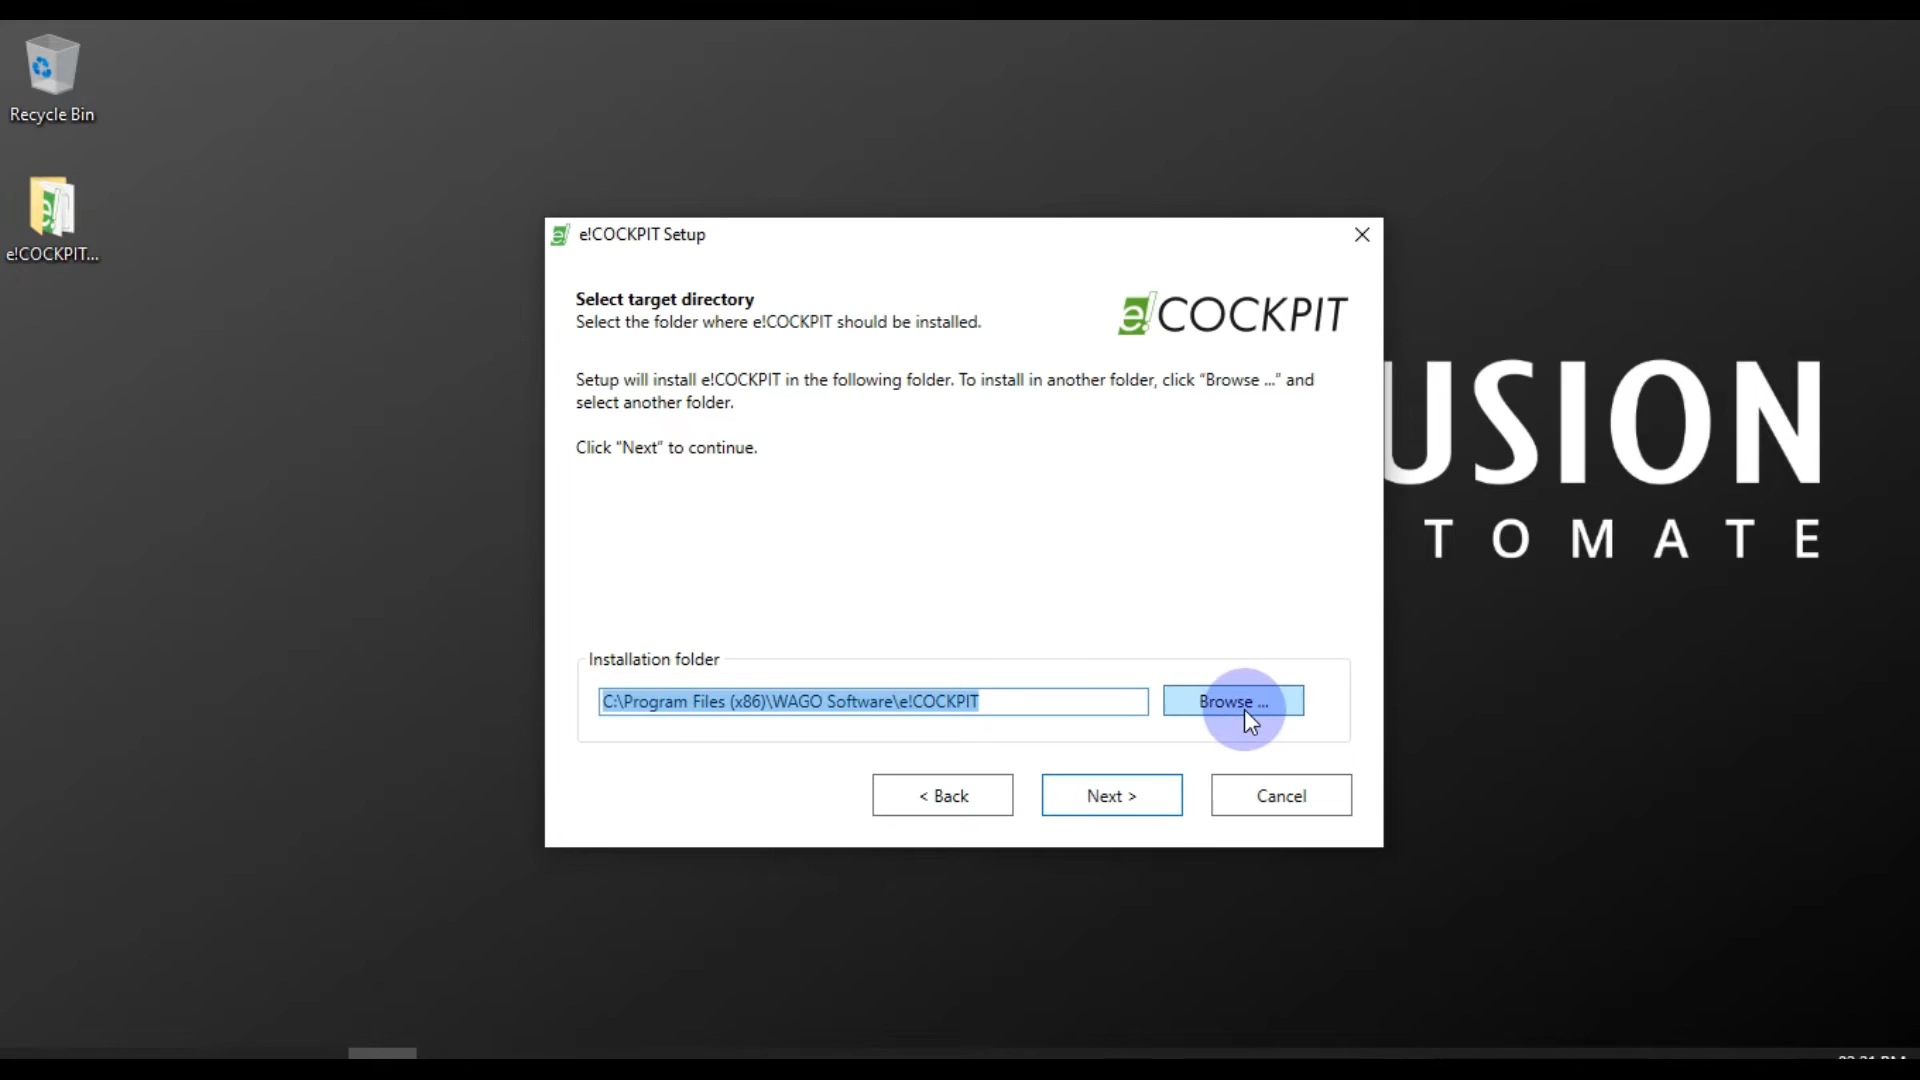 Recycle Bin
e!COCKPIT...
e!COCKPIT Setup
Select target directory
Select the folder where e!COCKPIT should be installed.
e!COCKPIT
Setup will install e!COCKPIT in the following folder. To install in another folder, click “Browse ...” and
select another folder.
Click “Next” to continue.
USION
TOMATE
Installation folder
C:\Program Files (x86)\WAGO Software\e!COCKPIT
Browse ...
< Back
Next >
Cancel